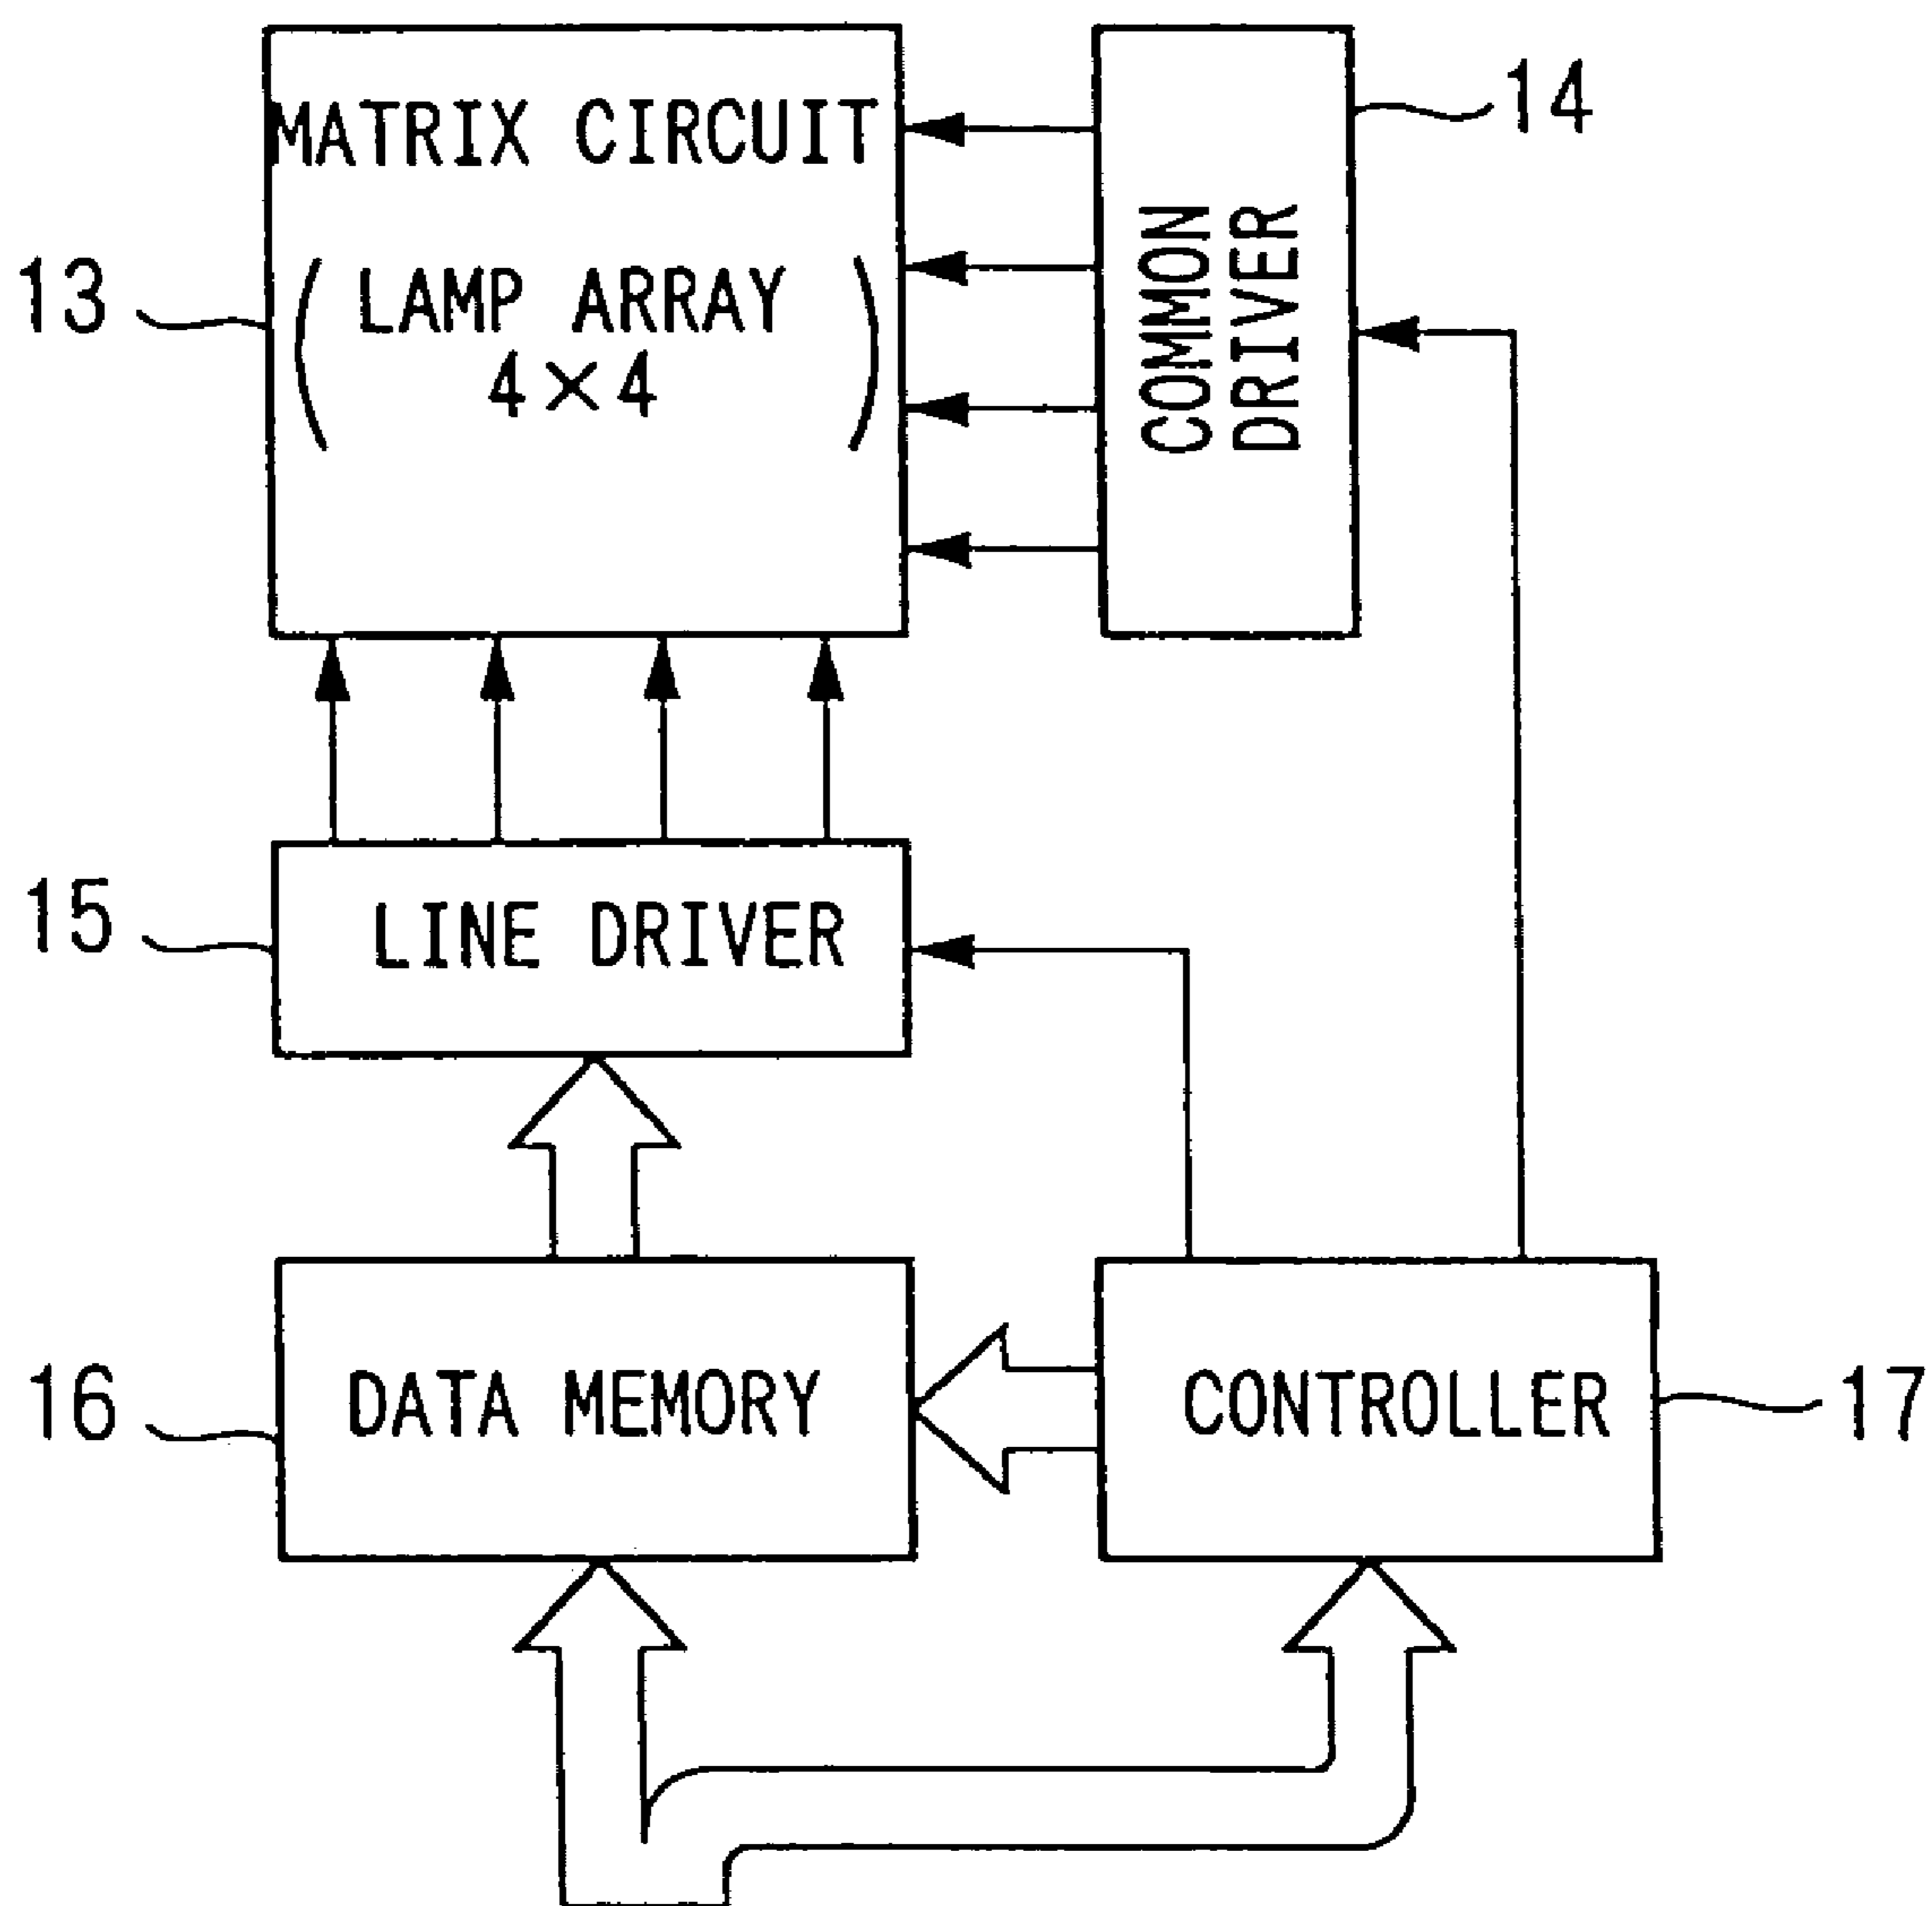 MATRIX CIRCUIT
( LAMP ARRAY
4×4 )
13
COMMON
DRIVER
14
LINE DRIVER
15
DATA MEMORY
16
CONTROLLER
17